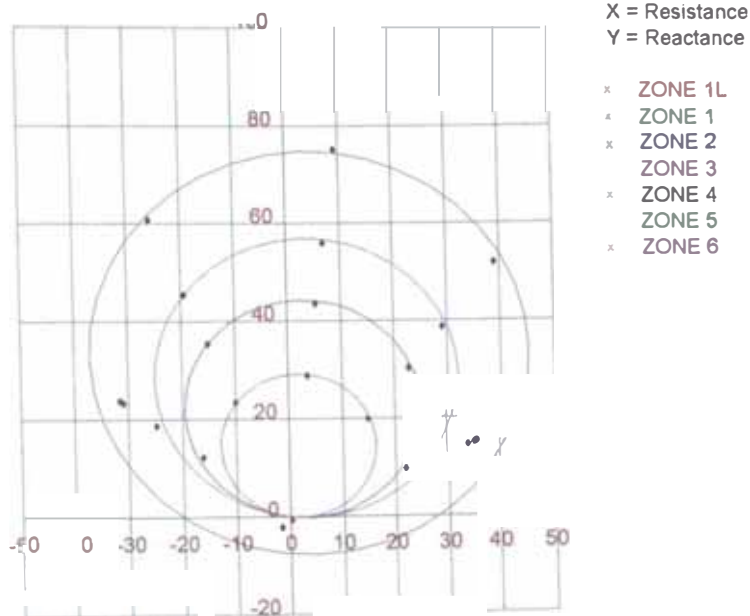 X = Resistance
Y = Reactance
x ZONE 1L
x ZONE 1
x ZONE 2
ZONE 3
x ZONE 4
ZONE 5
x ZONE 6
0
80
60
40
20
0
0 -30 -20 -10 0 10 20 30 40 50
-20